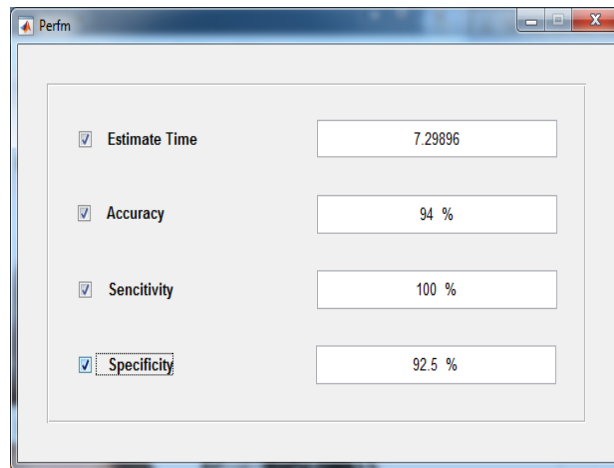 Perfm
Estimate Time 7.29896
Accuracy 94 %
Sencitivity 100 %
Specificity 92.5 %